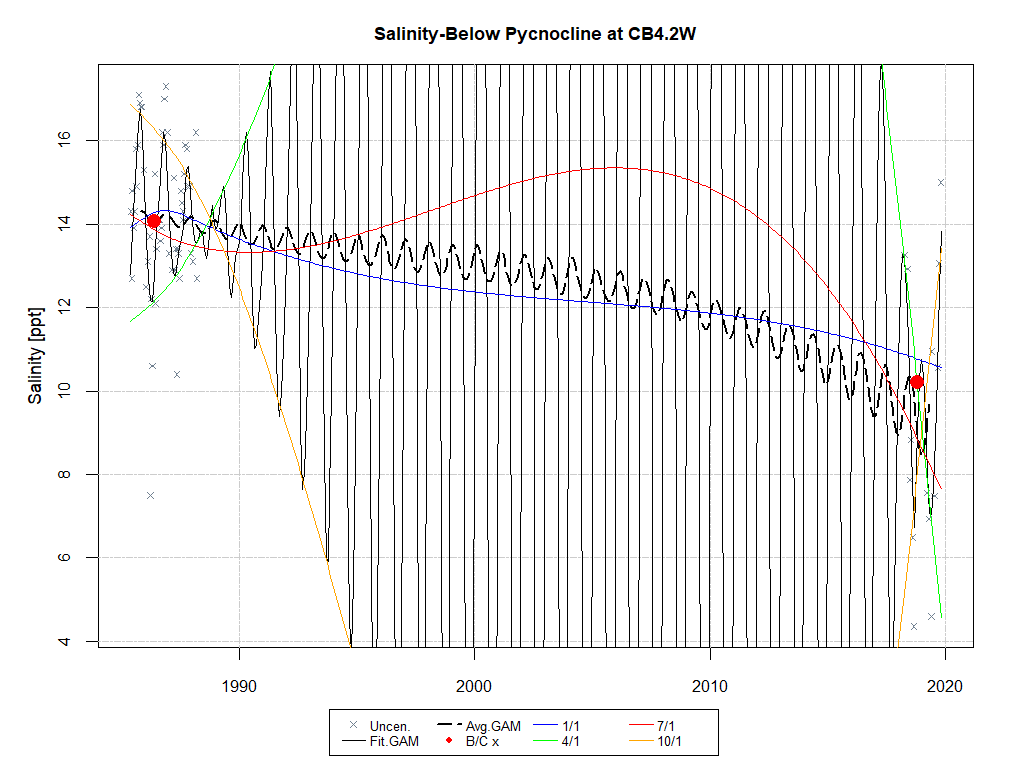 Salinity-Below Pycnocline at CB4.2W
Salinity [ppt]
16
14
12
10
8
6
4
1990 2000 2010 2020
Uncen. Avg.GAM 1/1 7/1
Fit.GAM B/C x 4/1 10/1